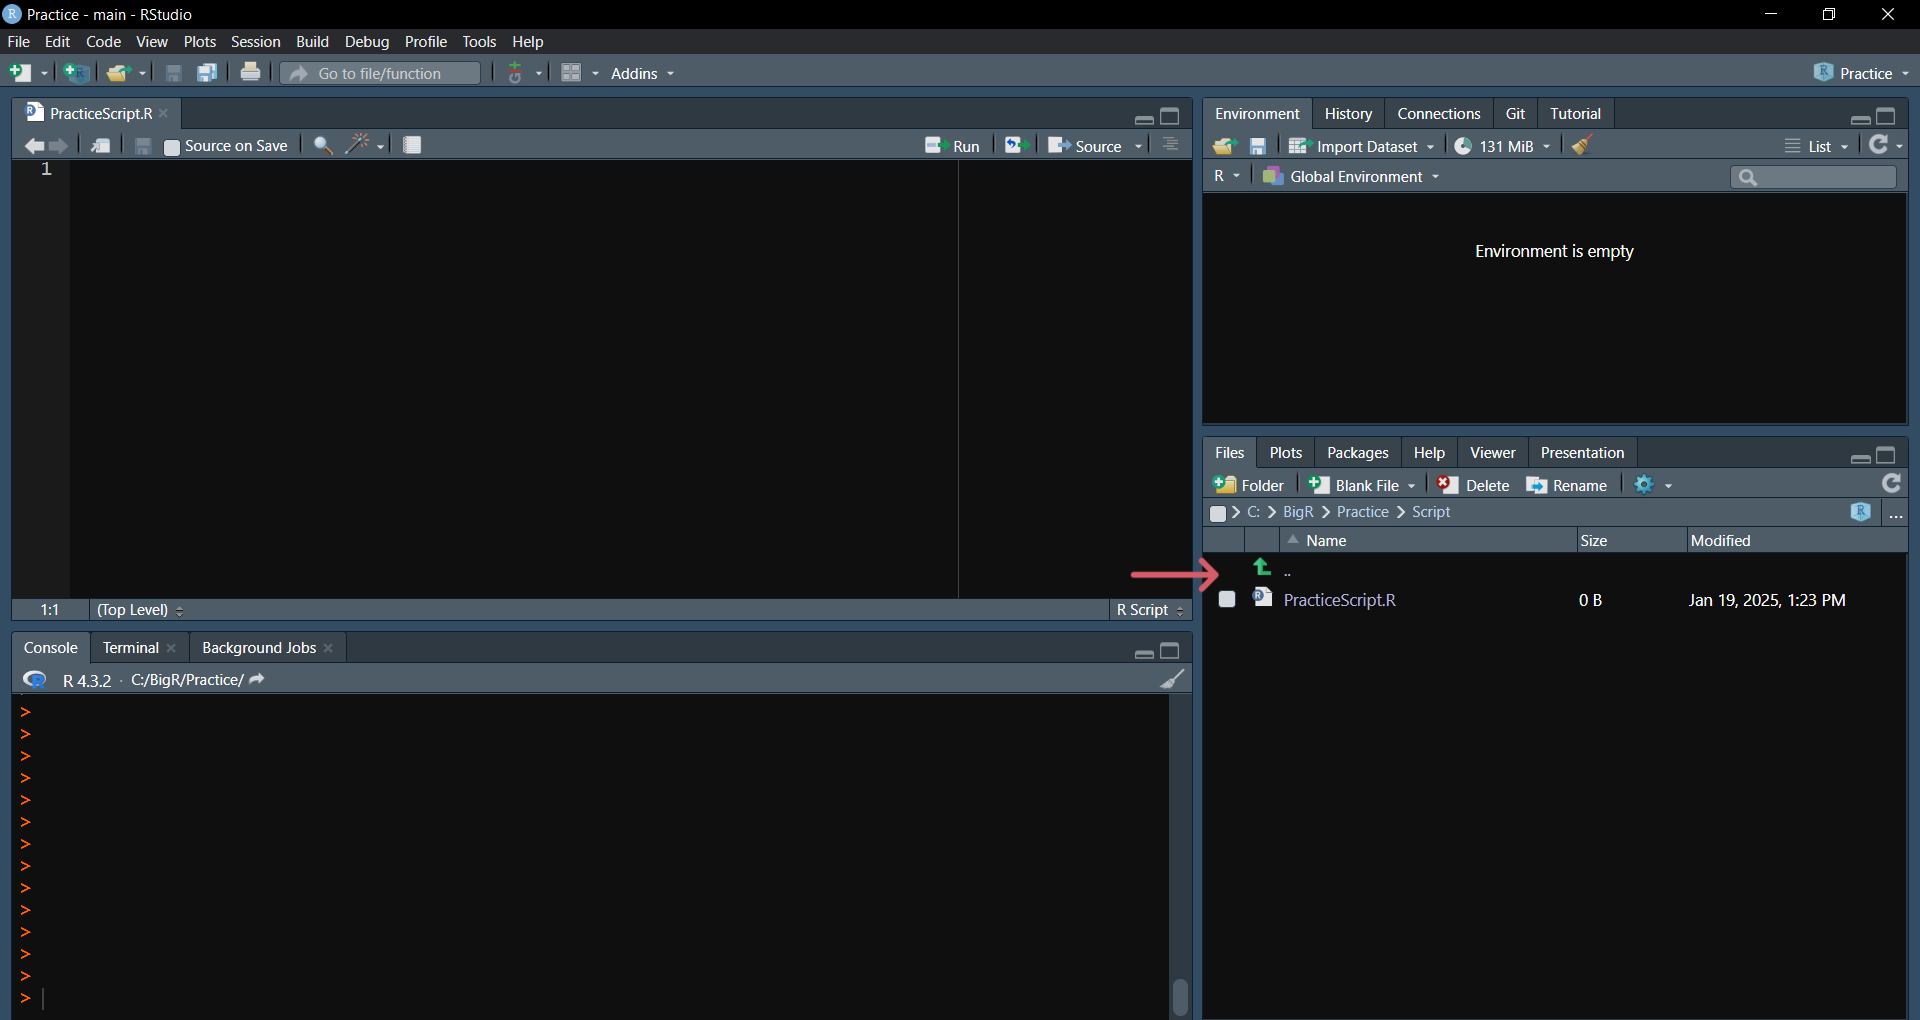 Practice - main - RStudio
File Edit Code View Plots Session Build Debug Profile Tools Help
Go to file/function Addins Practice
PracticeScript.R
Source on Save Run Source
1
1:1 (Top Level) R Script
Console Terminal Background Jobs
R 4.3.2 · C:/BigR/Practice/
>
>
>
>
>
>
>
>
>
>
>
>
>
>
Environment History Connections Git Tutorial
Import Dataset 131 MiB List
R Global Environment
Environment is empty
Files Plots Packages Help Viewer Presentation
Folder Blank File Delete Rename
C: > BigR > Practice > Script ...
Name Size Modified
..
PracticeScript.R 0 B Jan 19, 2025, 1:23 PM